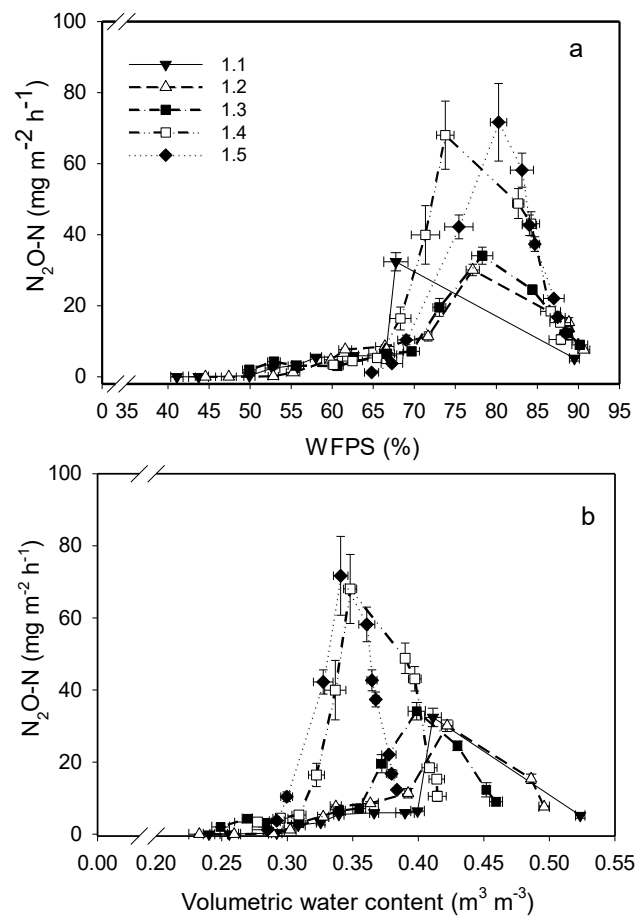 100
80
60
40
20
0
N₂O-N (mg m⁻² h⁻¹)
a
1.1
1.2
1.3
1.4
1.5
0 35 40 45 50 55 60 65 70 75 80 85 90 95 100
WFPS (%)
100
80
60
40
20
0
N₂O-N (mg m⁻² h⁻¹)
b
0.00 0.20 0.25 0.30 0.35 0.40 0.45 0.50 0.55
Volumetric water content (m³ m⁻³)